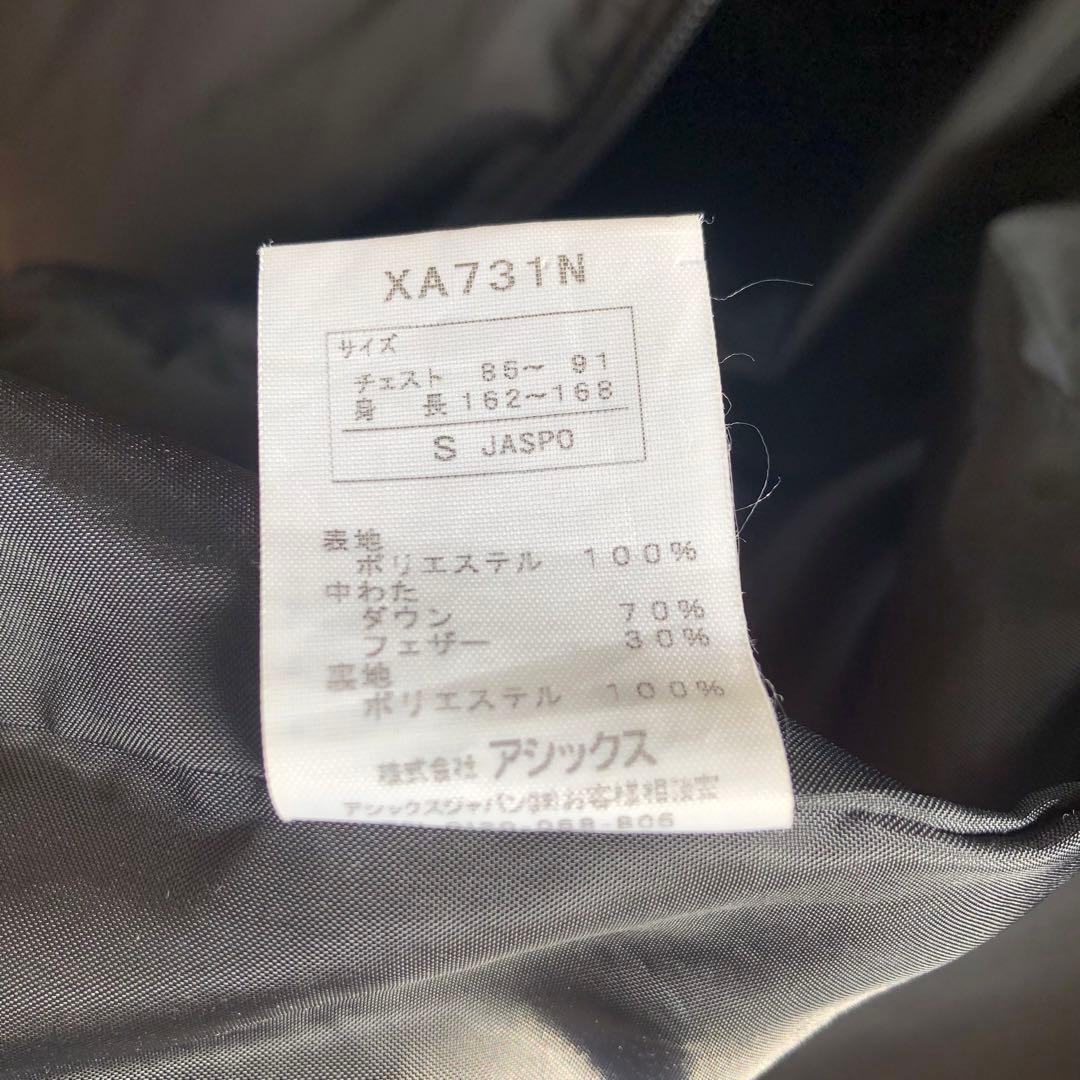 XA731N
サイズ
チェスト 85～ 91
身 長 162～168
S JASPO
表地
ポリエステル 100%
中わた
ダウン 70%
フェザー 30%
裏地
ポリエステル 100%
株式会社 アシックス
アシックスジャパン㈱お客様相談室